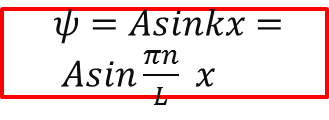 ψ = Asinkx =
Asin πn/L x